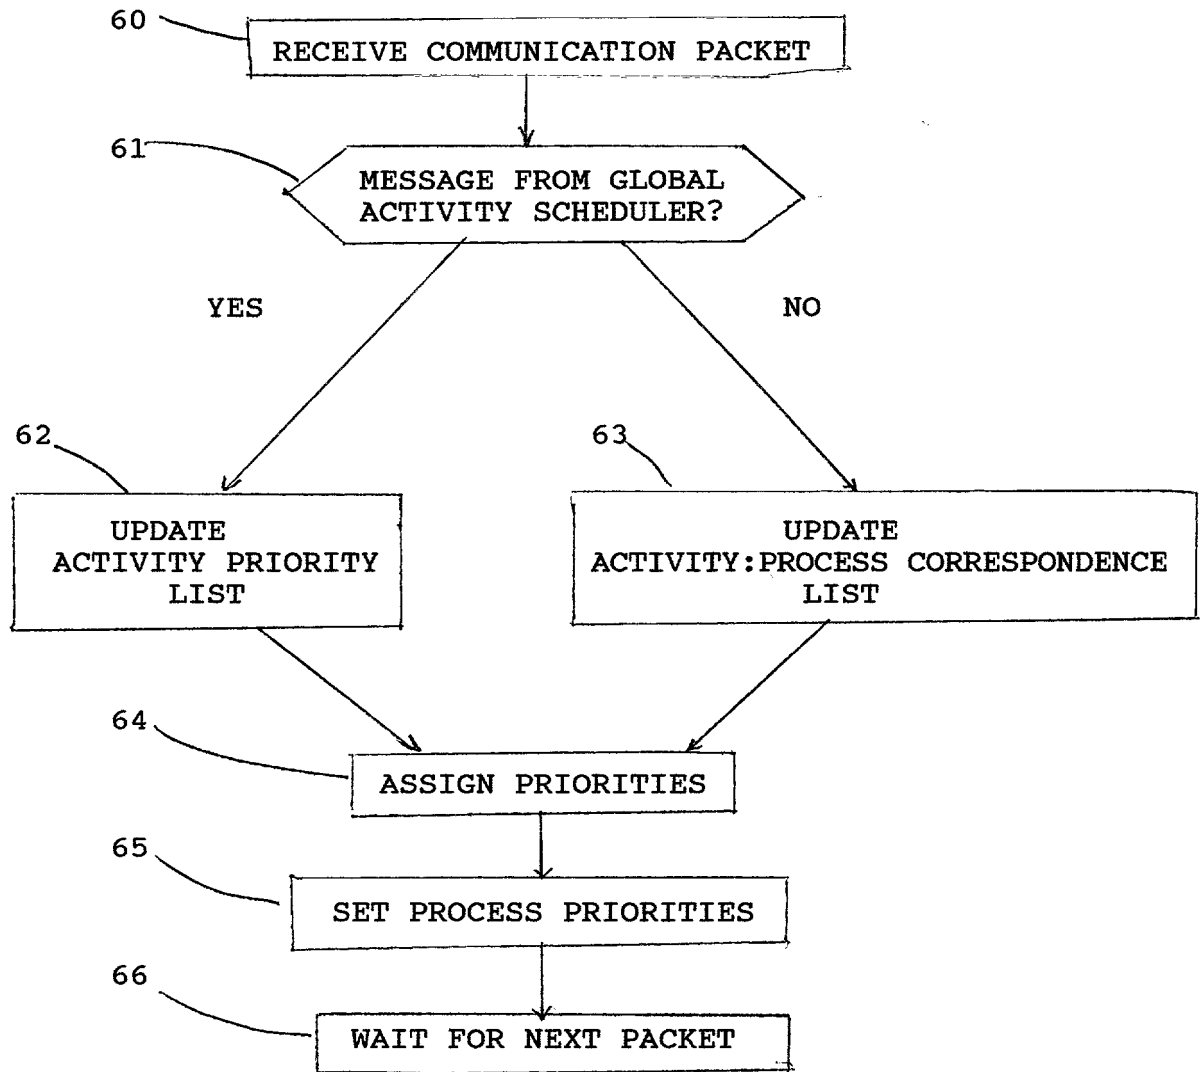 60
RECEIVE COMMUNICATION PACKET
61
MESSAGE FROM GLOBAL
ACTIVITY SCHEDULER?
YES
NO
62
63
UPDATE
ACTIVITY PRIORITY
LIST
UPDATE
ACTIVITY:PROCESS CORRESPONDENCE
LIST
64
ASSIGN PRIORITIES
65
SET PROCESS PRIORITIES
66
WAIT FOR NEXT PACKET